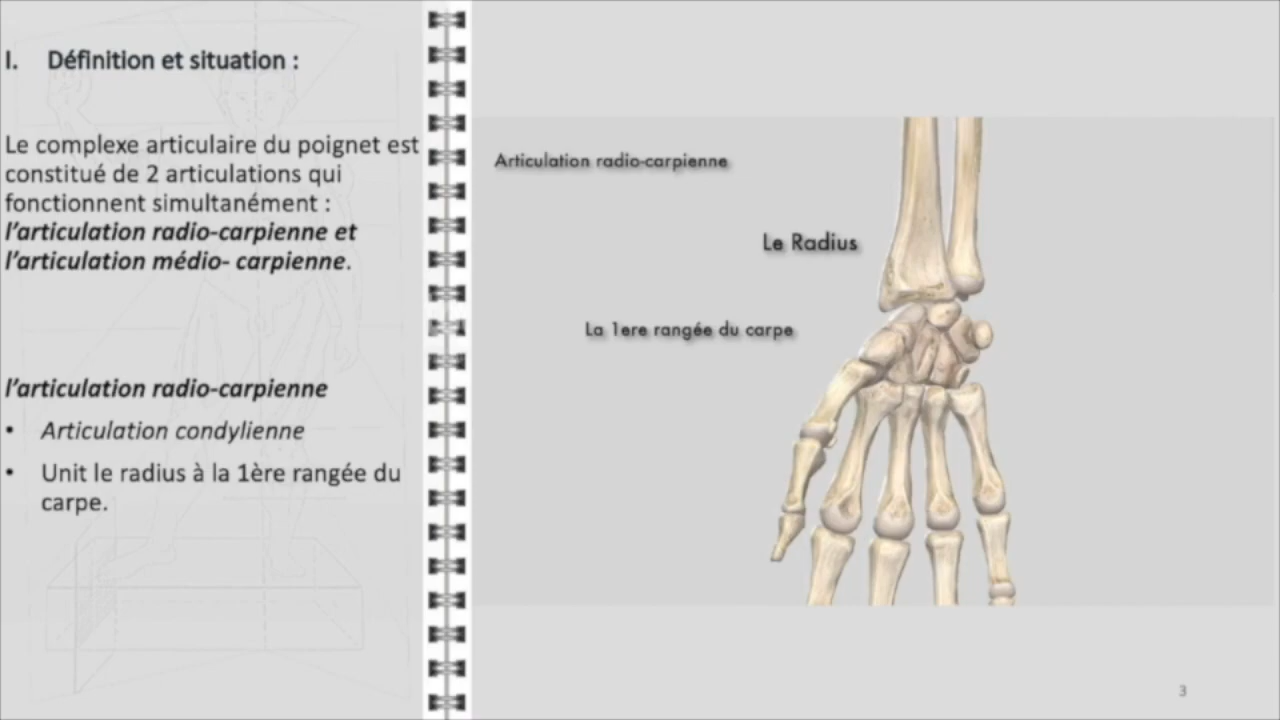 I. Définition et situation :
Le complexe articulaire du poignet est
constitué de 2 articulations qui
fonctionnent simultanément :
l'articulation radio-carpienne et
l'articulation médio- carpienne.
l'articulation radio-carpienne
• Articulation condylienne
• Unit le radius à la 1ère rangée du
carpe.
Articulation radio-carpienne
Le Radius
La 1ere rangée du carpe
3